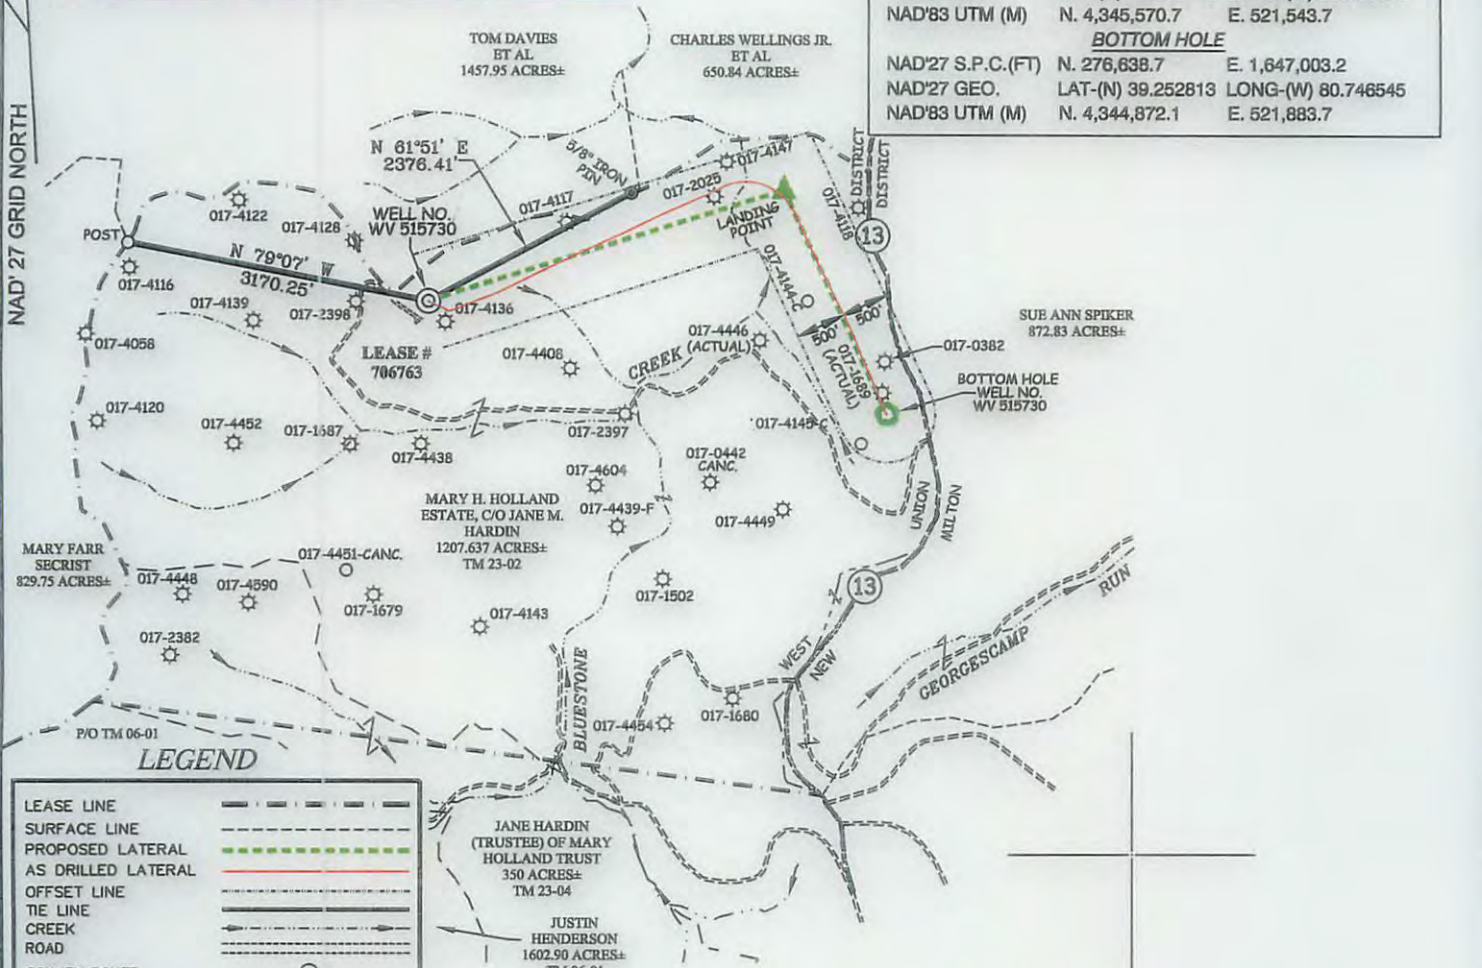 NAD'83 UTM (M) N. 4,345,570.7 E. 521,543.7
BOTTOM HOLE
NAD'27 S.P.C.(FT) N. 276,638.7 E. 1,647,003.2
NAD'27 GEO. LAT-(N) 39.252813 LONG-(W) 80.746545
NAD'83 UTM (M) N. 4,344,872.1 E. 521,883.7
NAD' 27 GRID NORTH
TOM DAVIES
ET AL
1457.95 ACRES±
CHARLES WELLINGS JR.
ET AL
650.84 ACRES±
N 61°51' E
2376.41'
5/8" IRON
PIN
017-4147
DISTRICT
DISTRICT
017-4122
017-4128
WELL NO.
WV 515730
017-4117
017-2025
LANDING
POINT
017-4118
13
POST
N 79°07' W
3170.25'
017-4116
017-4139
017-2398
017-4136
017-4144-C
500'
500'
SUE ANN SPIKER
872.83 ACRES±
017-4058
LEASE #
706763
017-4408
CREEK
017-4446
(ACTUAL)
017-1689
(ACTUAL)
017-0382
BOTTOM HOLE
WELL NO.
WV 515730
017-4120
017-4452
017-1687
017-4438
017-2397
017-4145-C
017-0442
CANC.
017-4604
MARY H. HOLLAND
ESTATE, C/O JANE M.
HARDIN
1207.637 ACRES±
TM 23-02
017-4439-F
017-4449
UNION
MILTON
MARY FARR
SECRIST
829.75 ACRES±
017-4451-CANC.
017-4448
017-4590
017-1679
017-4143
017-1502
13
RUN
017-2382
WEST
NEW
GEORGESCAMP
BLUESTONE
017-4454
017-1680
P/O TM 06-01
LEGEND
LEASE LINE
SURFACE LINE
PROPOSED LATERAL
AS DRILLED LATERAL
OFFSET LINE
TIE LINE
CREEK
ROAD
JANE HARDIN
(TRUSTEE) OF MARY
HOLLAND TRUST
350 ACRES±
TM 23-04
JUSTIN
HENDERSON
1602.90 ACRES±